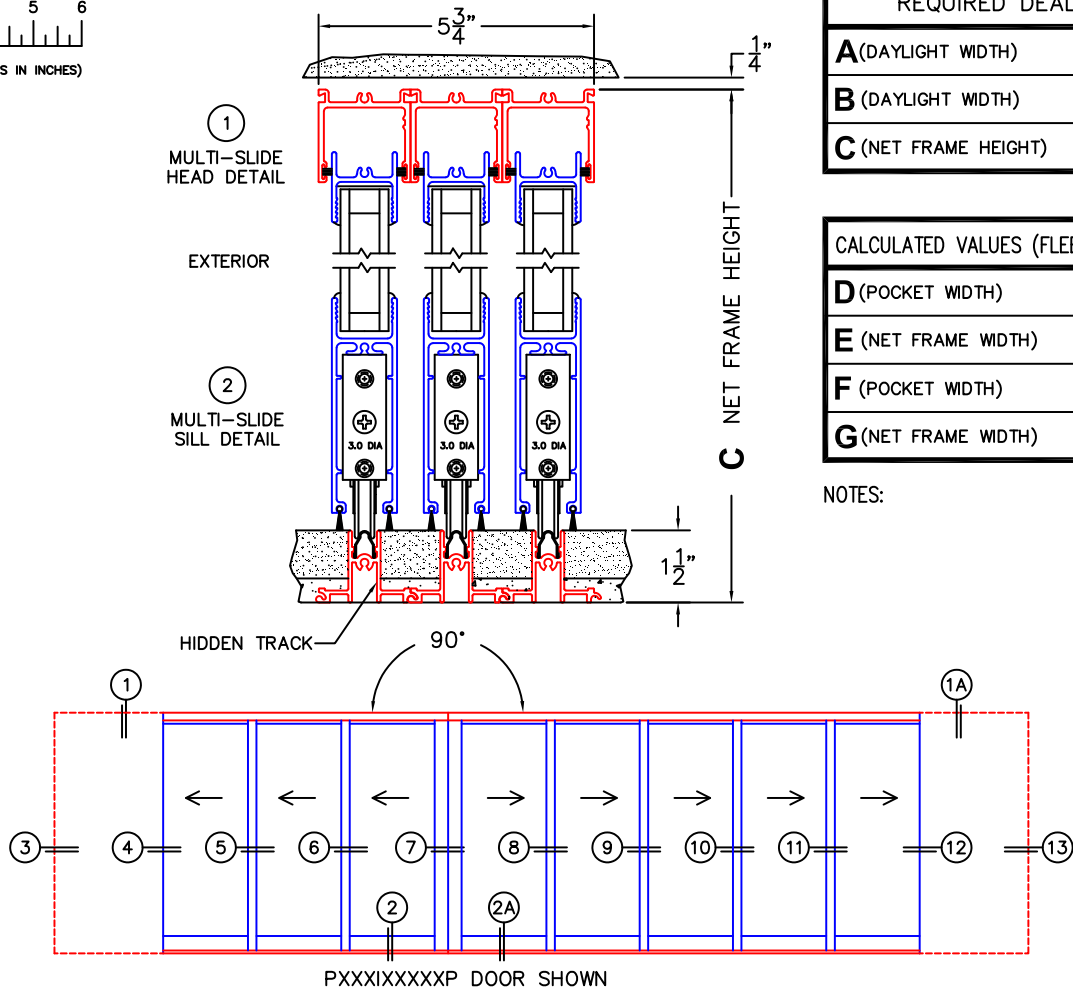 5 6
S IN INCHES)
5 3/4"
1/4"
REQUIRED DEAL
A (DAYLIGHT WIDTH)
B (DAYLIGHT WIDTH)
C (NET FRAME HEIGHT)
1
MULTI-SLIDE
HEAD DETAIL
EXTERIOR
C NET FRAME HEIGHT
CALCULATED VALUES (FLEE
D (POCKET WIDTH)
E (NET FRAME WIDTH)
F (POCKET WIDTH)
G (NET FRAME WIDTH)
2
MULTI-SLIDE
SILL DETAIL
3.0 DIA 3.0 DIA 3.0 DIA
NOTES:
1 1/2"
HIDDEN TRACK
90°
1 1A
3 4 5 6 7 8 9 10 11 12 13
2 2A
PXXXIXXXXXP DOOR SHOWN